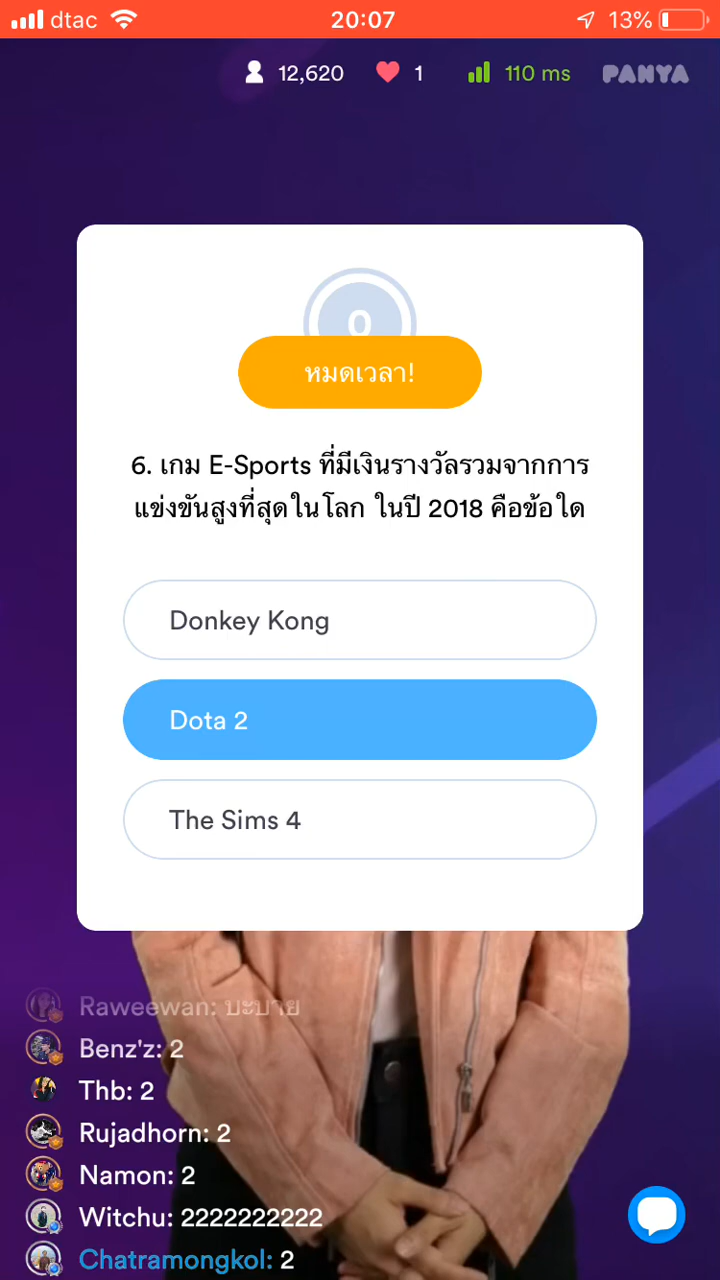 dtac 20:07 13%
12,620 1 110 ms PANYA
0
หมดเวลา!
6. เกม E-Sports ที่มีเงินรางวัลรวมจากการ
แข่งขันสูงที่สุดในโลก ในปี 2018 คือข้อใด
Donkey Kong
Dota 2
The Sims 4
Raweewan: บะบาย
Benz'z: 2
Thb: 2
Rujadhorn: 2
Namon: 2
Witchu: 2222222222
Chatramongkol: 2